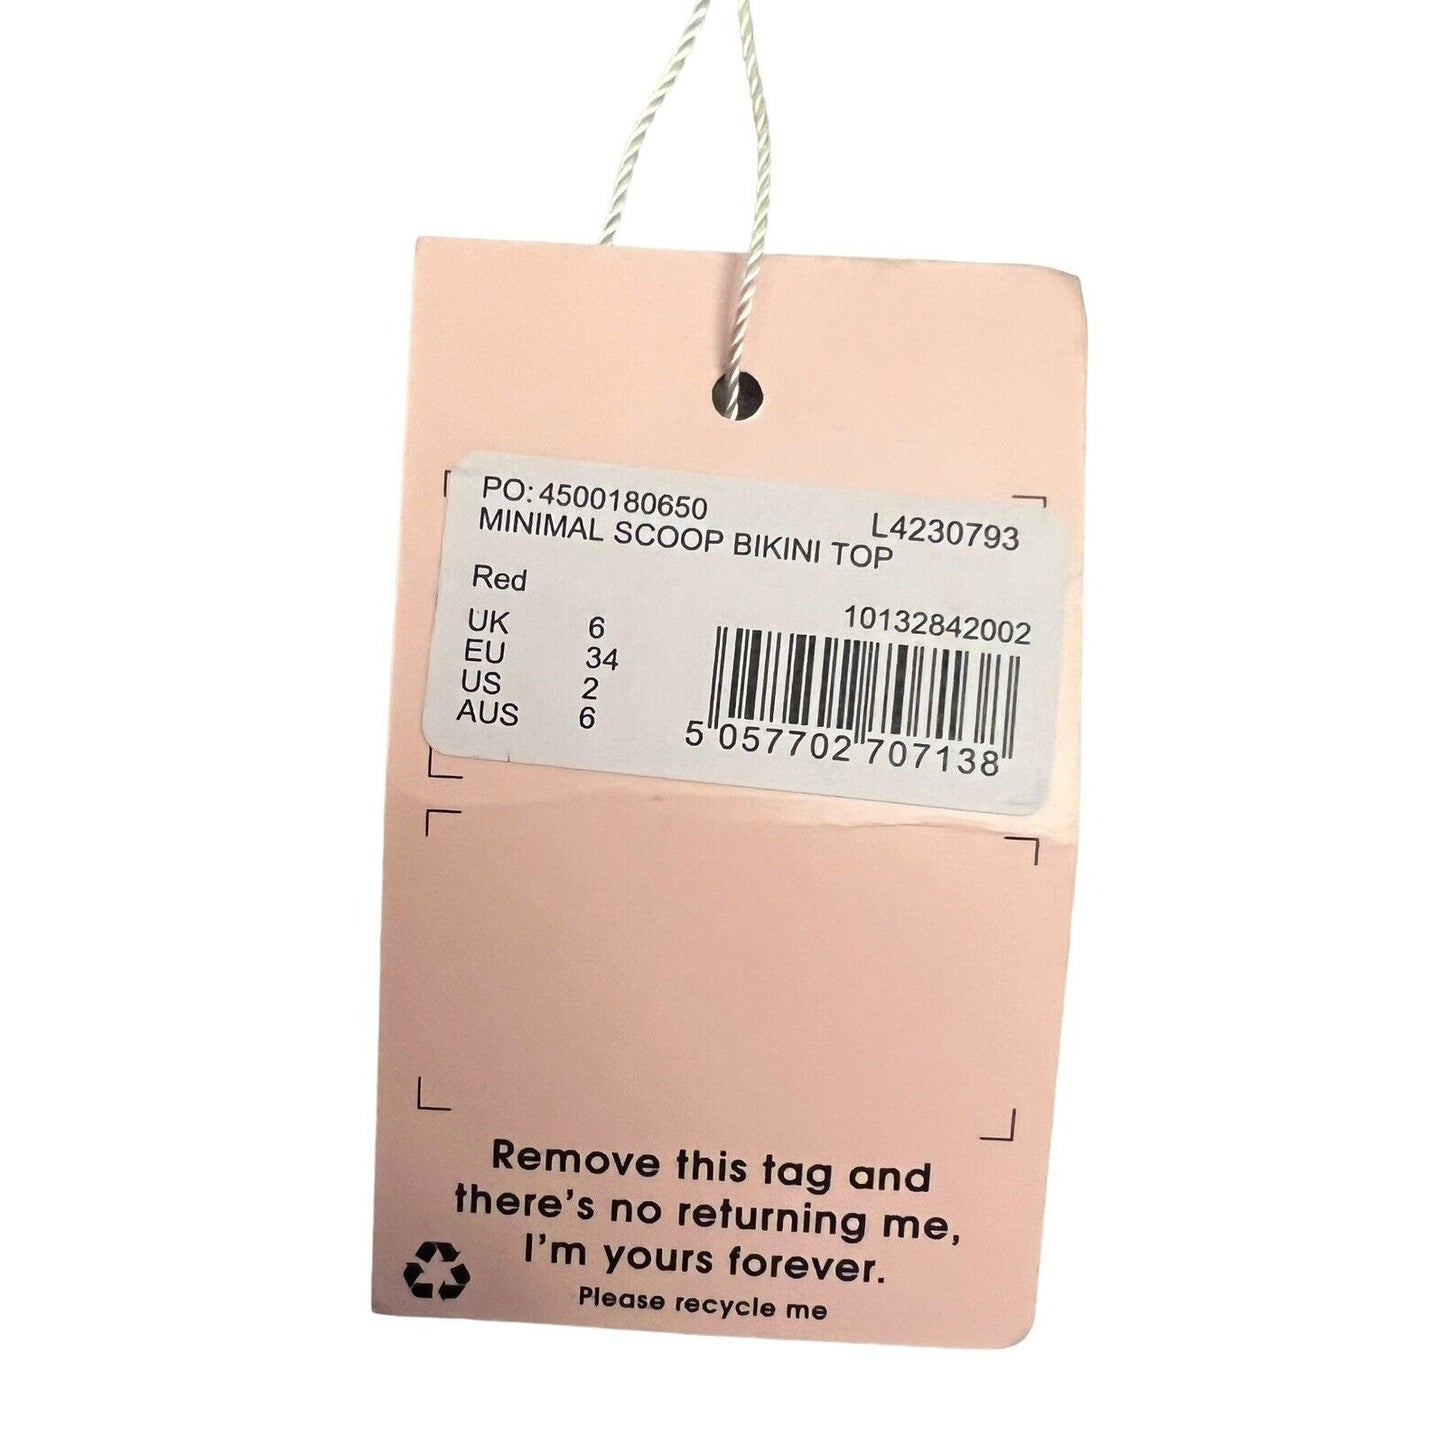 PO: 4500180650
L4230793
MINIMAL SCOOP BIKINI TOP
Red
10132842002
UK 6
EU 34
US 2
AUS 6
5 057702 707138
Remove this tag and
there's no returning me,
I'm yours forever.
Please recycle me